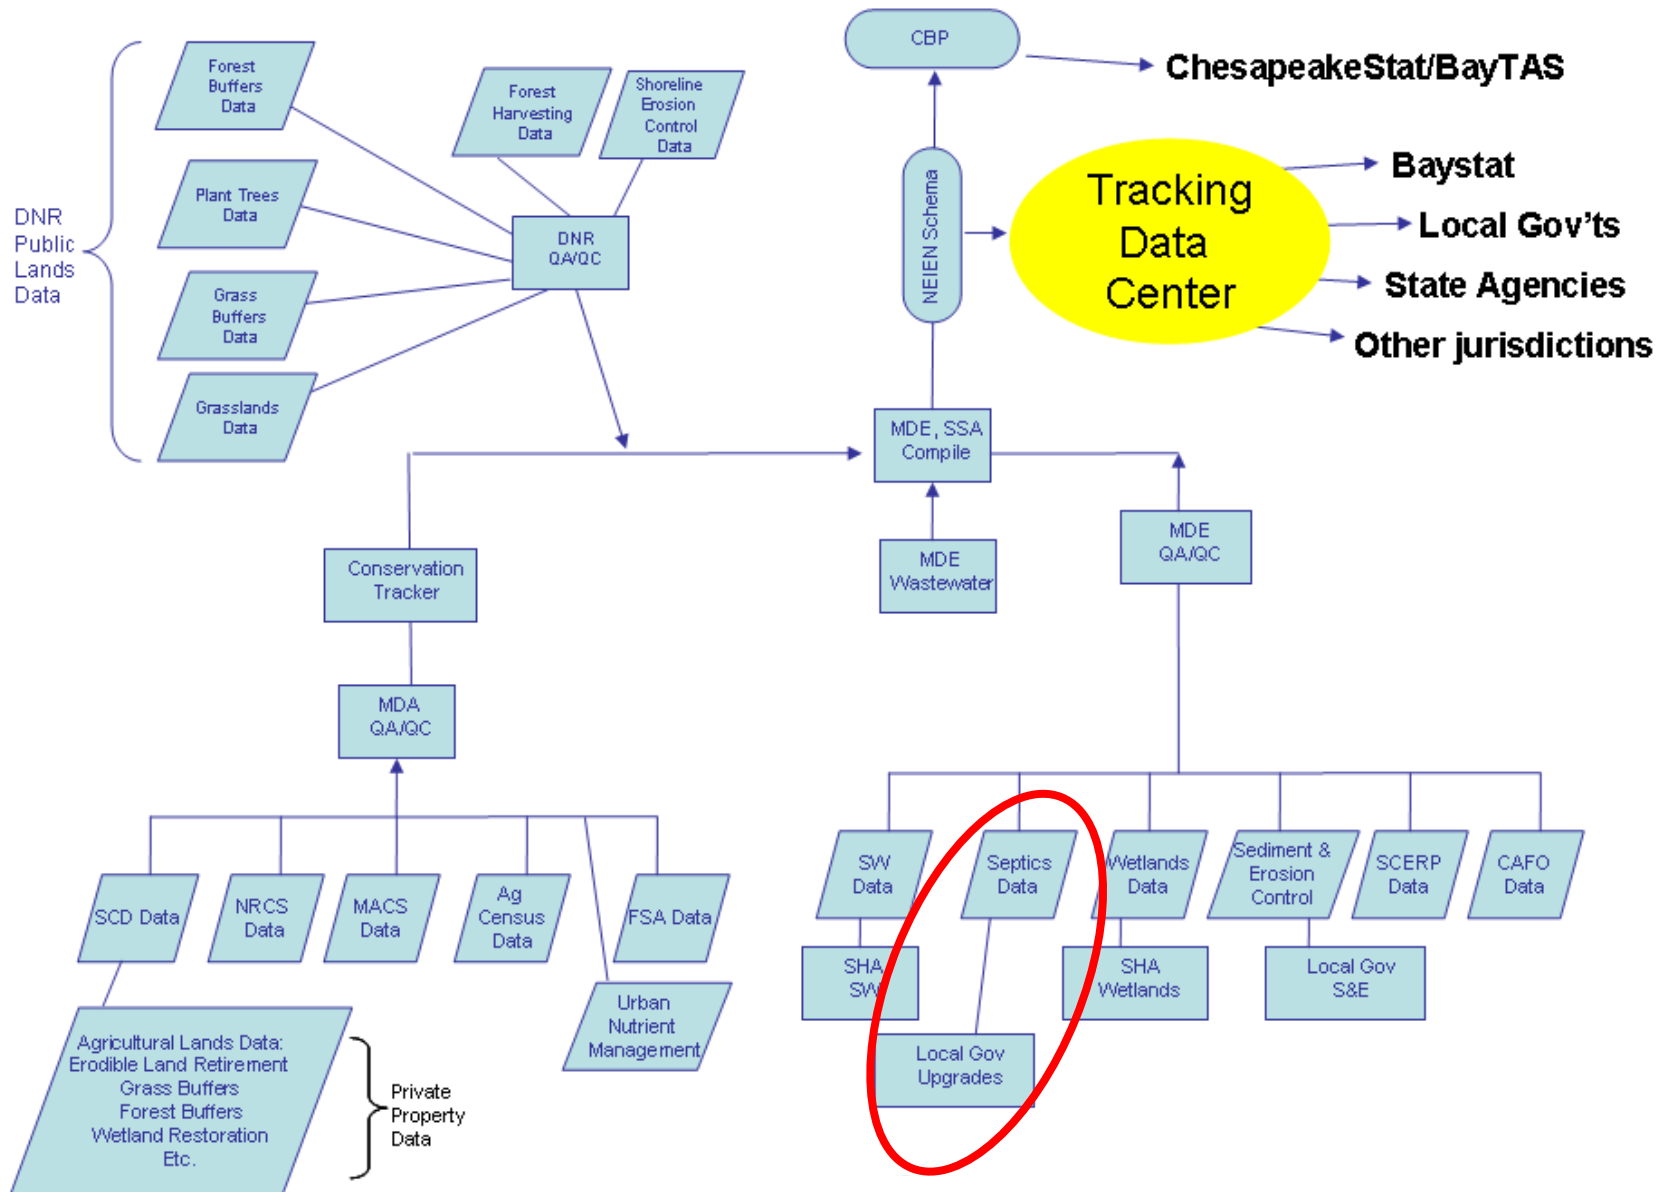 CBP
ChesapeakeStat/BayTAS
Forest
Buffers
Data
Forest
Harvesting
Data
Shoreline
Erosion
Control
Data
Plant Trees
Data
DNR
Public
Lands
Data
DNR
QA/QC
Grass
Buffers
Data
Grasslands
Data
NEIEN Schema
Tracking
Data
Center
Baystat
Local Gov'ts
State Agencies
Other jurisdictions
MDE, SSA
Compile
Conservation
Tracker
MDE
Wastewater
MDE
QA/QC
MDA
QA/QC
SCD Data
NRCS
Data
MACS
Data
Ag
Census
Data
FSA Data
Urban
Nutrient
Management
Agricultural Lands Data:
Erodible Land Retirement
Grass Buffers
Forest Buffers
Wetland Restoration
Etc.
Private
Property
Data
SW
Data
Septics
Data
Wetlands
Data
Sediment &
Erosion
Control
SCERP
Data
CAFO
Data
SHA
SW
SHA
Wetlands
Local Gov
S&E
Local Gov
Upgrades